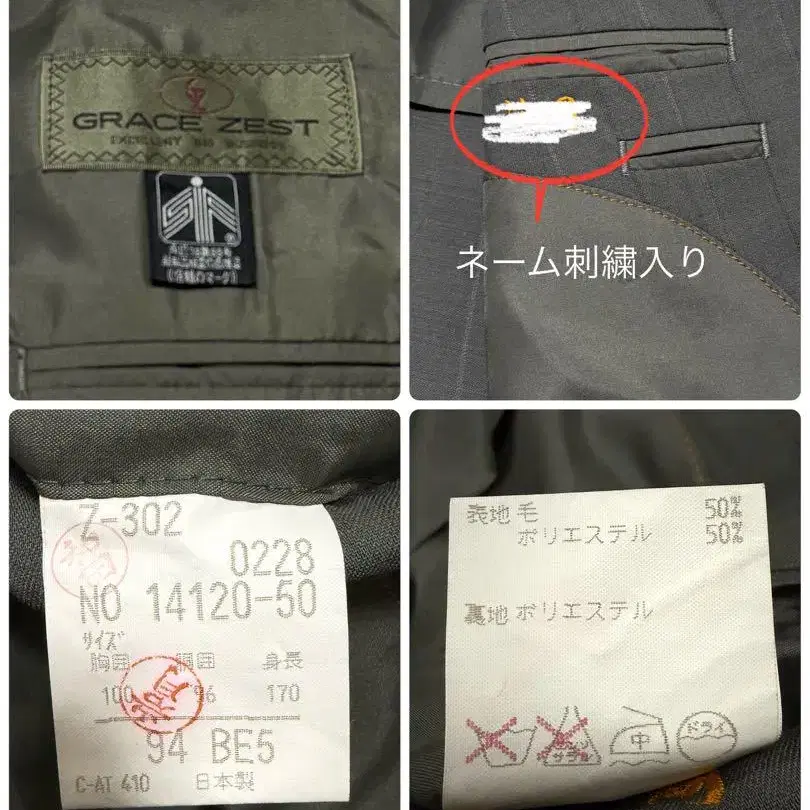 GRACE ZEST
ネーム刺繍入り
Z-302
0228
NO 14120-50
サイズ
胸囲 胴囲 身長
100 96 170
94 BE5
C-AT 410 日本製
表地 毛 50%
ポリエステル 50%
裏地 ポリエステル
中 ドライ